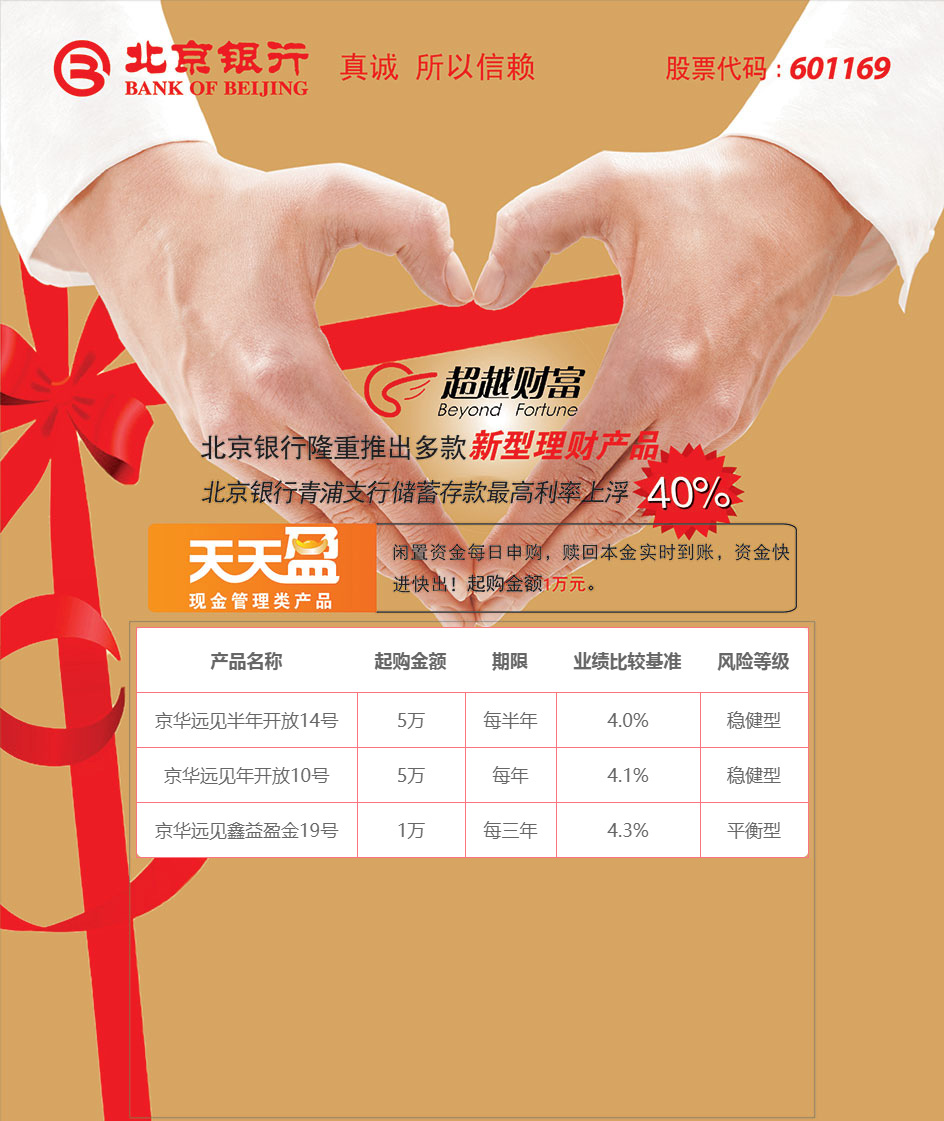 北京银行
BANK OF BEIJING
真诚 所以信赖
股票代码：601169
超越财富
Beyond Fortune
北京银行隆重推出多款新型理财产品
北京银行青浦支行储蓄存款最高利率上浮 40%
天天盈
现金管理类产品
闲置资金每日申购，赎回本金实时到账，资金快
进快出！起购金额1万元。
产品名称 起购金额 期限 业绩比较基准 风险等级
京华远见半年开放14号 5万 每半年 4.0% 稳健型
京华远见年开放10号 5万 每年 4.1% 稳健型
京华远见鑫益盈金19号 1万 每三年 4.3% 平衡型